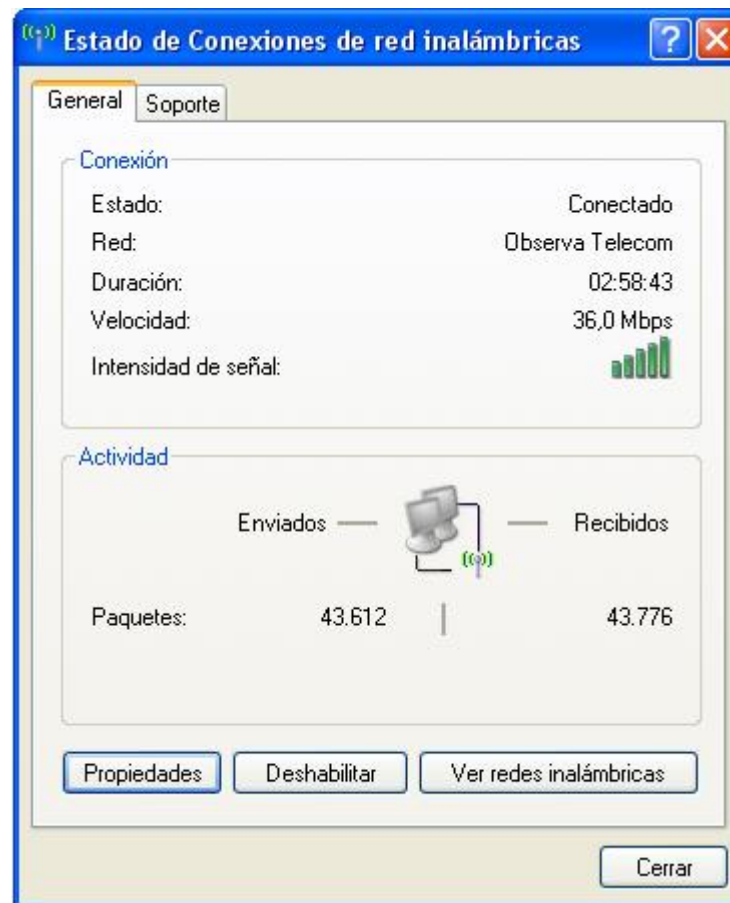 Estado de Conexiones de red inalámbricas
General Soporte
Conexión
Estado: Conectado
Red: Observa Telecom
Duración: 02:58:43
Velocidad: 36,0 Mbps
Intensidad de señal:
Actividad
Enviados Recibidos
Paquetes: 43.612 43.776
Propiedades Deshabilitar Ver redes inalámbricas
Cerrar